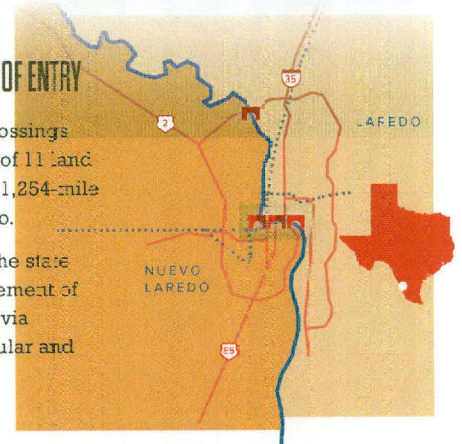 OF ENTRY
ossings
of 11 land
1,254-mile
o.
he state
ement of
via
ular and
35
2
LAREDO
NUEVO
LAREDO
85